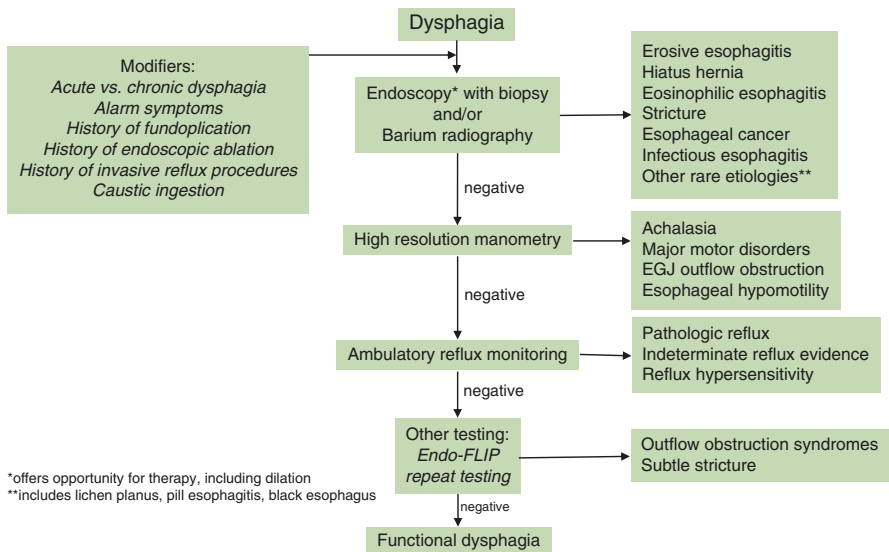 Dysphagia
Modifiers:
Acute vs. chronic dysphagia
Alarm symptoms
History of fundoplication
History of endoscopic ablation
History of invasive reflux procedures
Caustic ingestion
Endoscopy* with biopsy
and/or
Barium radiography
Erosive esophagitis
Hiatus hernia
Eosinophilic esophagitis
Stricture
Esophageal cancer
Infectious esophagitis
Other rare etiologies**
negative
High resolution manometry
Achalasia
Major motor disorders
EGJ outflow obstruction
Esophageal hypomotility
negative
Ambulatory reflux monitoring
Pathologic reflux
Indeterminate reflux evidence
Reflux hypersensitivity
negative
Other testing:
Endo-FLIP
repeat testing
Outflow obstruction syndromes
Subtle stricture
negative
Functional dysphagia
*offers opportunity for therapy, including dilation
**includes lichen planus, pill esophagitis, black esophagus